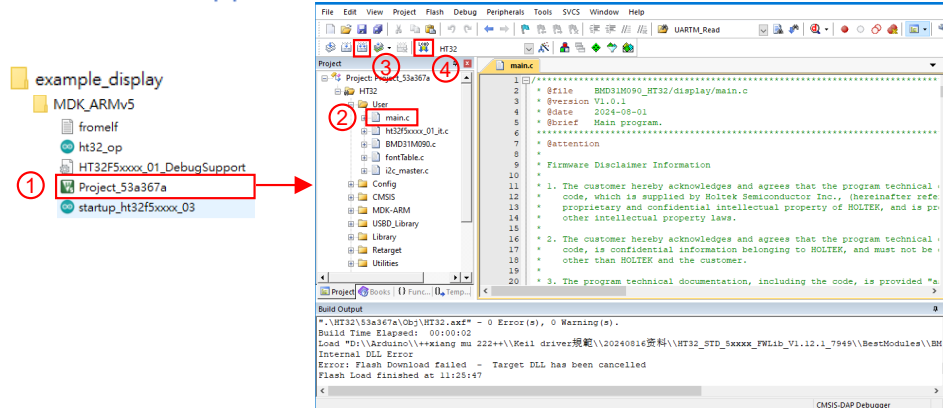 example_display
MDK_ARMv5
fromelf
ht32_op
HT32F5xxxx_01_DebugSupport
1
Project_53a367a
startup_ht32f5xxxx_03
File Edit View Project Flash Debug Peripherals Tools SVCS Window Help
UARTM_Read
HT32
3
4
Project
Project: Project_53a367a
HT32
User
2
main.c
ht32f5xxxx_01_it.c
BMD31M090.c
fontTable.c
i2c_master.c
Config
CMSIS
MDK-ARM
USBD_Library
Library
Retarget
Utilities
Project Books {} Func... Temp...
main.c
1 /*****************************************************************************
2 * @file BMD31M090_HT32/display/main.c
3 * @version V1.0.1
4 * @date 2024-08-01
5 * @brief Main program.
6 ******************************************************************************
7 * @attention
8 *
9 * Firmware Disclaimer Information
10 *
11 * 1. The customer hereby acknowledges and agrees that the program technical
12 * code, which is supplied by Holtek Semiconductor Inc., (hereinafter refe
13 * proprietary and confidential intellectual property of HOLTEK, and is pr
14 * other intellectual property laws.
15 *
16 * 2. The customer hereby acknowledges and agrees that the program technical
17 * code, is confidential information belonging to HOLTEK, and must not be
18 * other than HOLTEK and the customer.
19 *
20 * 3. The program technical documentation, including the code, is provided "a
Build Output
".\HT32\53a367a\Obj\HT32.axf" - 0 Error(s), 0 Warning(s).
Build Time Elapsed: 00:00:02
Load "D:\\Arduino\\++xiang mu 222++\\Keil driver規範\\20240816资料\\HT32_STD_5xxxx_FWLib_V1.12.1_7949\\BestModules\\BM
Internal DLL Error
Error: Flash Download failed - Target DLL has been cancelled
Flash Load finished at 11:25:47
CMSIS-DAP Debugger